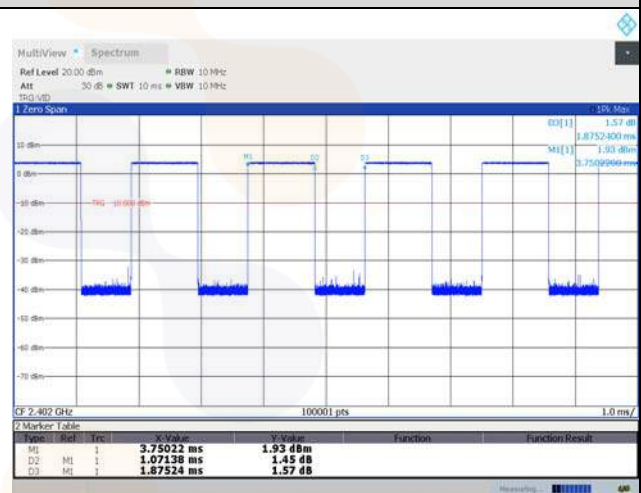 MultiView Spectrum
Ref Level 20.00 dBm RBW 10 MHz
Att 30 dB SWT 10 ms VBW 10 MHz
TRG:VID
1 Zero Span 1Pk Max
D3[1] 1.57 dB
1.8752400 ms
M1[1] 1.93 dBm
3.7502200 ms
10 dBm
M1 D2 D3
0 dBm
-10 dBm TRG -10.000 dBm
-20 dBm
-30 dBm
-40 dBm
-50 dBm
-60 dBm
-70 dBm
CF 2.402 GHz 100001 pts 1.0 ms/
2 Marker Table
Type Ref Trc X-Value Y-Value Function Function Result
M1 1 3.75022 ms 1.93 dBm
D2 M1 1 1.07138 ms 1.45 dB
D3 M1 1 1.87524 ms 1.57 dB
Measuring...